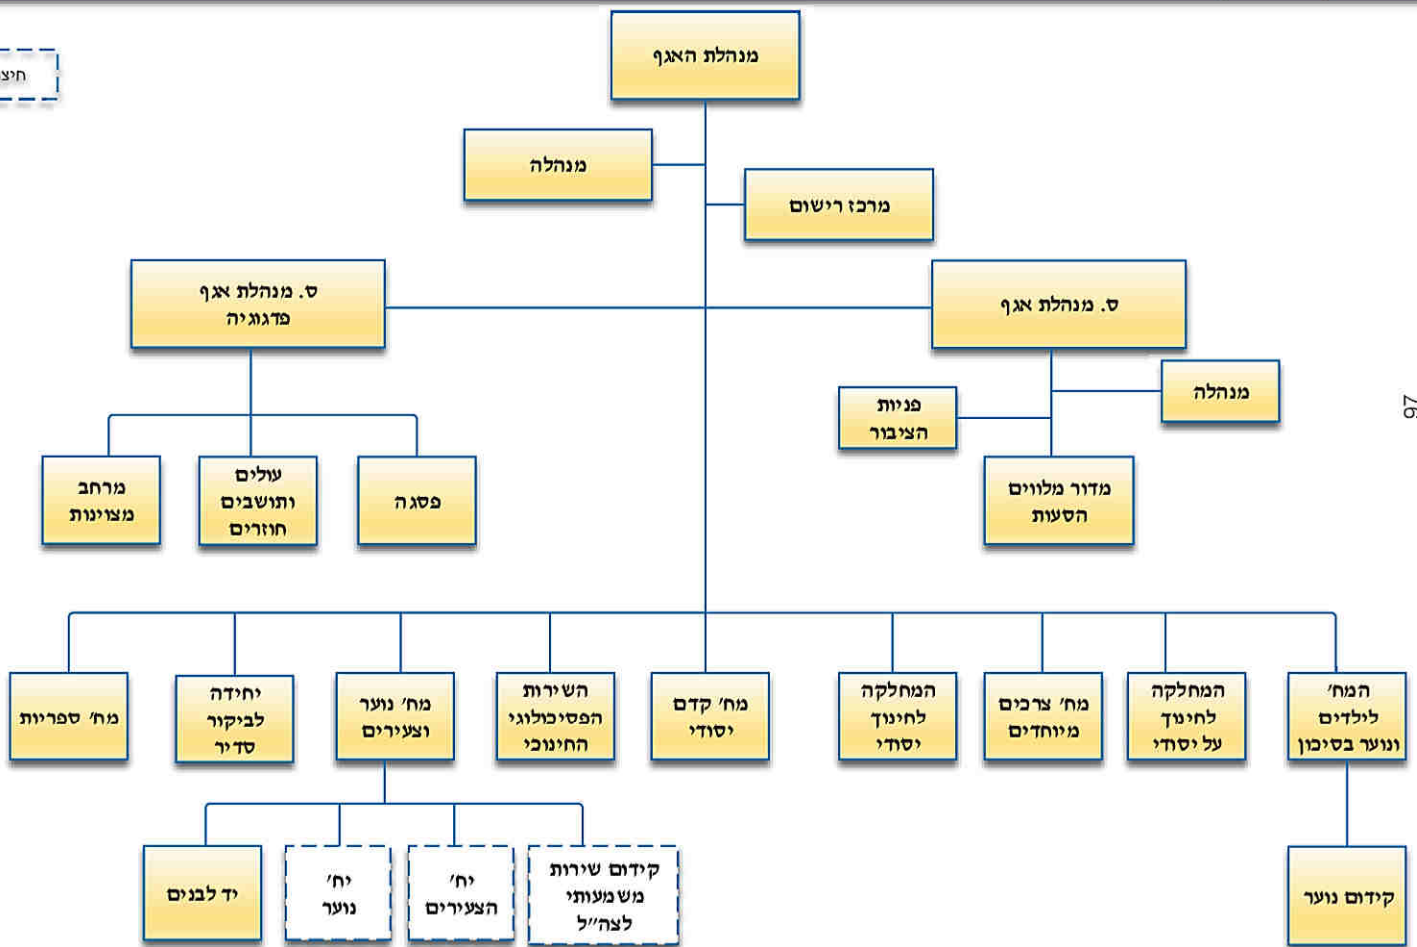 מנהלת האגף
מנהלה
מרכז רישום
ס. מנהלת אגף
ס. מנהלת אגף
פדגוגיה
מנהלה
פניות
הציבור
מדור מלווים
הסעות
פסגה
עולים
ותושבים
חוזרים
מרחב
מצוינות
המח'
לילדים
ונוער בסיכון
המחלקה
לחינוך
על יסודי
מח' צרכים
מיוחדים
המחלקה
לחינוך
יסודי
מח' קדם
יסודי
השירות
הפסיכולוגי
החינוכי
מח' נוער
וצעירים
יחידה
לביקור
סדיר
מח' ספריות
קידום נוער
קידום שירות
משמעותי
לצה"ל
יח'
הצעירים
יח'
נוער
יד לבנים
97